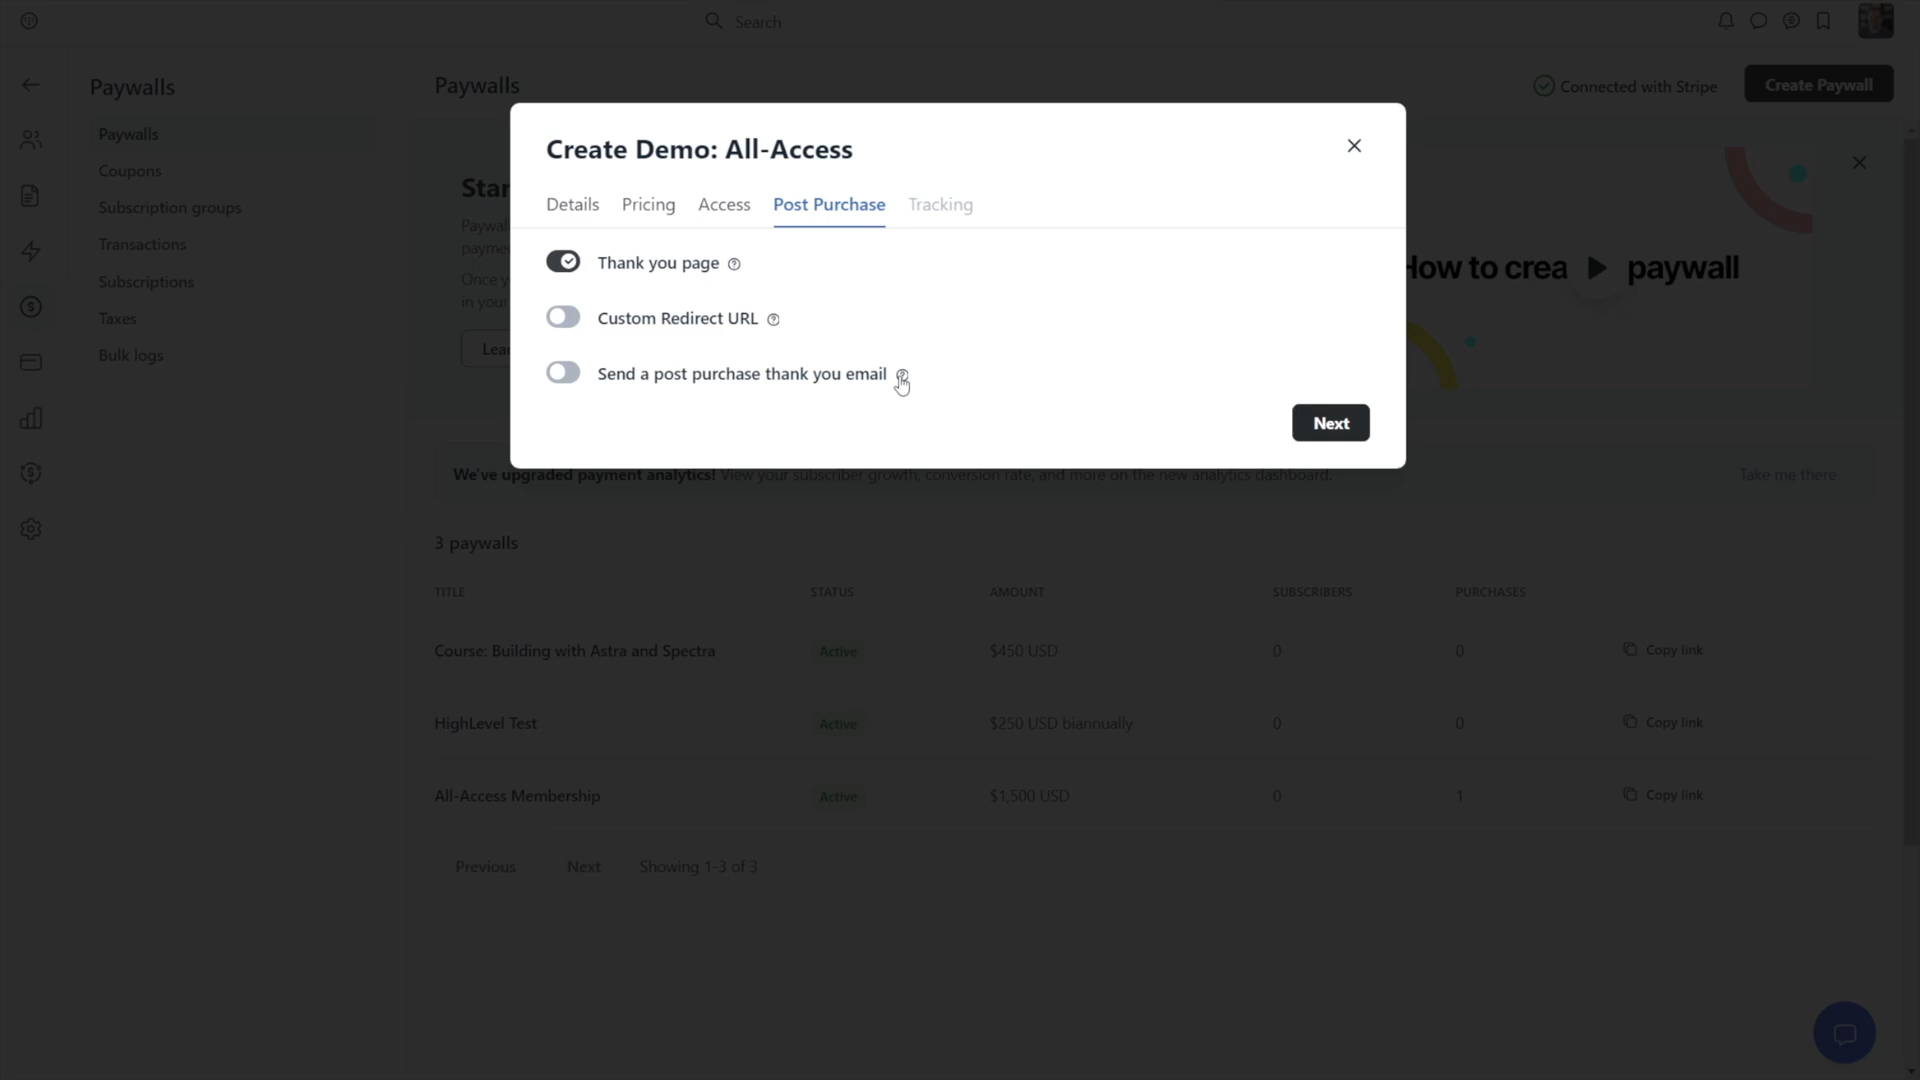 Search
Paywalls
Paywalls
Coupons
Subscription groups
Transactions
Subscriptions
Taxes
Bulk logs
Paywalls
Connected with Stripe
Create Paywall
Create Demo: All-Access
Details Pricing Access Post Purchase Tracking
Thank you page
Custom Redirect URL
Send a post purchase thank you email
Next
Once
in your
paywall
We've upgraded payment analytics! View your subscriber growth, conversion rate, and more on the new analytics dashboard.
Take me there
3 paywalls
TITLE STATUS AMOUNT SUBSCRIBERS PURCHASES
Course: Building with Astra and Spectra Active $450 USD 0 0 Copy link
HighLevel Test Active $250 USD biannually 0 0 Copy link
All-Access Membership Active $1,500 USD 0 1 Copy link
Previous Next Showing 1-3 of 3